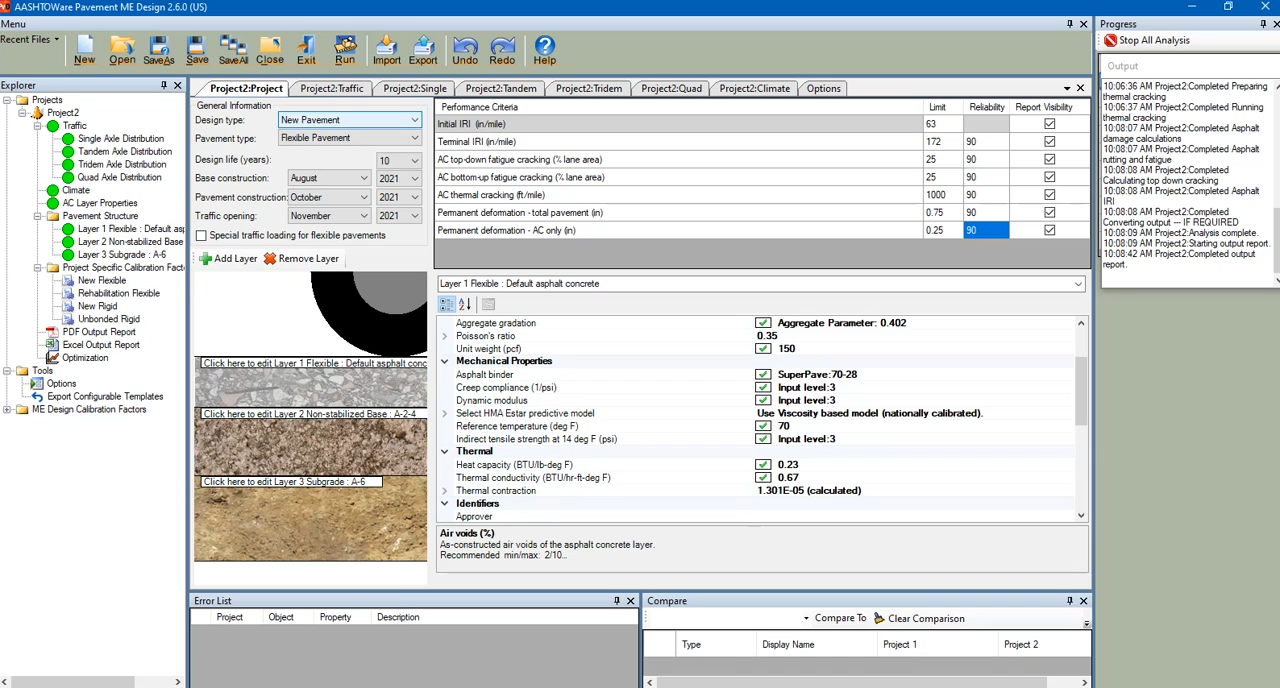 AASHTOWare Pavement ME Design 2.6.0 (US)
Menu
Recent Files
New
Open
SaveAs
Save
SaveAll
Close
Exit
Run
Import
Export
Undo
Redo
Help
Explorer
Projects
Project2
Traffic
Single Axle Distribution
Tandem Axle Distribution
Tridem Axle Distribution
Quad Axle Distribution
Climate
AC Layer Properties
Pavement Structure
Layer 1 Flexible : Default as
Layer 2 Non-stabilized Base
Layer 3 Subgrade : A-6
Project Specific Calibration Fact
New Flexible
Rehabilitation Flexible
New Rigid
Unbonded Rigid
PDF Output Report
Excel Output Report
Optimization
Tools
Options
Export Configurable Templates
ME Design Calibration Factors
Project2:Project
Project2:Traffic
Project2:Single
Project2:Tandem
Project2:Tridem
Project2:Quad
Project2:Climate
Options
General Information
Design type: New Pavement
Pavement type: Flexible Pavement
Design life (years): 10
Base construction: August 2021
Pavement construction: October 2021
Traffic opening: November 2021
Special traffic loading for flexible pavements
Add Layer Remove Layer
Click here to edit Layer 1 Flexible : Default asphalt conc
Click here to edit Layer 2 Non-stabilized Base : A-2-4
Click here to edit Layer 3 Subgrade : A-6
Performance Criteria Limit Reliability Report Visibility
Initial IRI (in/mile) 63
Terminal IRI (in/mile) 172 90
AC top-down fatigue cracking (% lane area) 25 90
AC bottom-up fatigue cracking (% lane area) 25 90
AC thermal cracking (ft/mile) 1000 90
Permanent deformation - total pavement (in) 0.75 90
Permanent deformation - AC only (in) 0.25 90
Layer 1 Flexible : Default asphalt concrete
Aggregate gradation Aggregate Parameter: 0.402
Poisson's ratio 0.35
Unit weight (pcf) 150
Mechanical Properties
Asphalt binder SuperPave:70-28
Creep compliance (1/psi) Input level:3
Dynamic modulus Input level:3
Select HMA Estar predictive model Use Viscosity based model (nationally calibrated).
Reference temperature (deg F) 70
Indirect tensile strength at 14 deg F (psi) Input level:3
Thermal
Heat capacity (BTU/lb-deg F) 0.23
Thermal conductivity (BTU/hr-ft-deg F) 0.67
Thermal contraction 1.301E-05 (calculated)
Identifiers
Approver
Air voids (%)
As-constructed air voids of the asphalt concrete layer.
Recommended min/max: 2/10..
Error List
Project Object Property Description
Compare
Compare To Clear Comparison
Type Display Name Project 1 Project 2
Progress
Stop All Analysis
Output
10:06:36 AM Project2:Completed Preparing
thermal cracking
10:06:37 AM Project2:Completed Running
thermal cracking
10:08:07 AM Project2:Completed Asphalt
damage calculations
10:08:07 AM Project2:Completed Asphalt
rutting and fatigue
10:08:08 AM Project2:Completed
Calculating top down cracking
10:08:08 AM Project2:Completed Asphalt
IRI
10:08:08 AM Project2:Completed
Converting output --- IF REQUIRED
10:08:09 AM Project2:Analysis complete.
10:08:09 AM Project2:Starting output report.
10:08:42 AM Project2:Completed output
report.